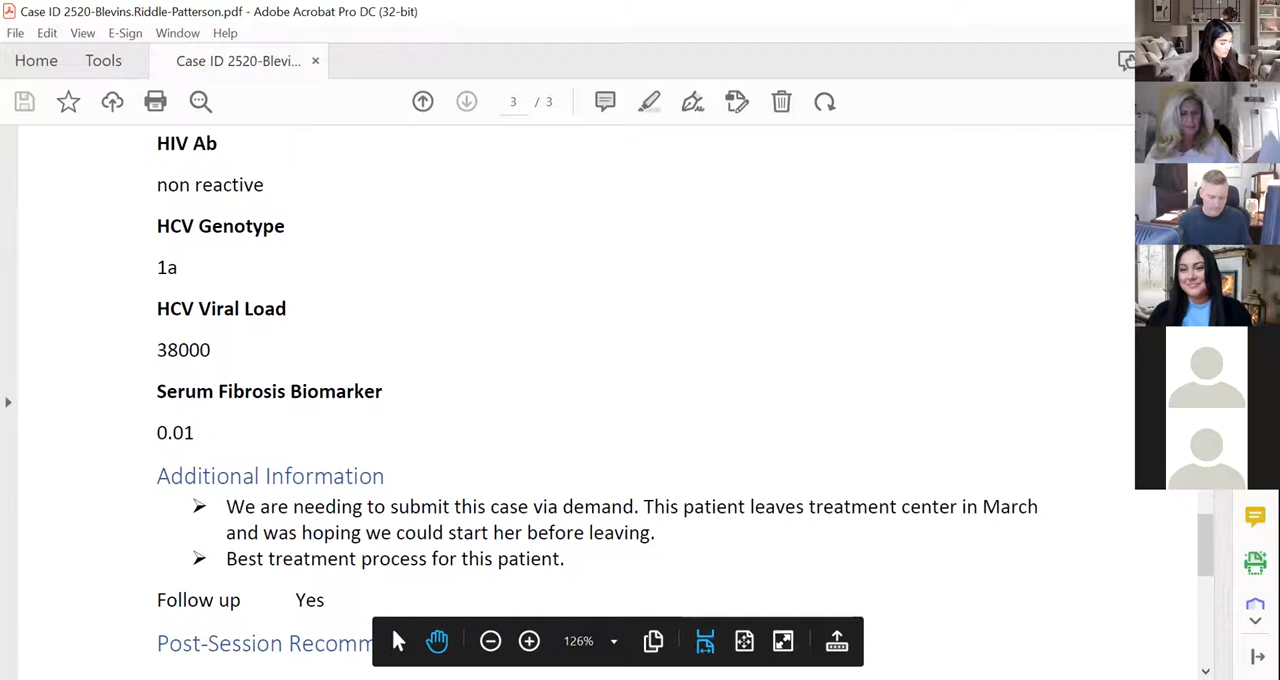 Case ID 2520-Blevins.Riddle-Patterson.pdf - Adobe Acrobat Pro DC (32-bit)
File Edit View E-Sign Window Help
Home Tools Case ID 2520-Blevi... ×
3 / 3
HIV Ab
non reactive
HCV Genotype
1a
HCV Viral Load
38000
Serum Fibrosis Biomarker
0.01
Additional Information
We are needing to submit this case via demand. This patient leaves treatment center in March
and was hoping we could start her before leaving.
Best treatment process for this patient.
Follow up Yes
Post-Session Recomm
126%